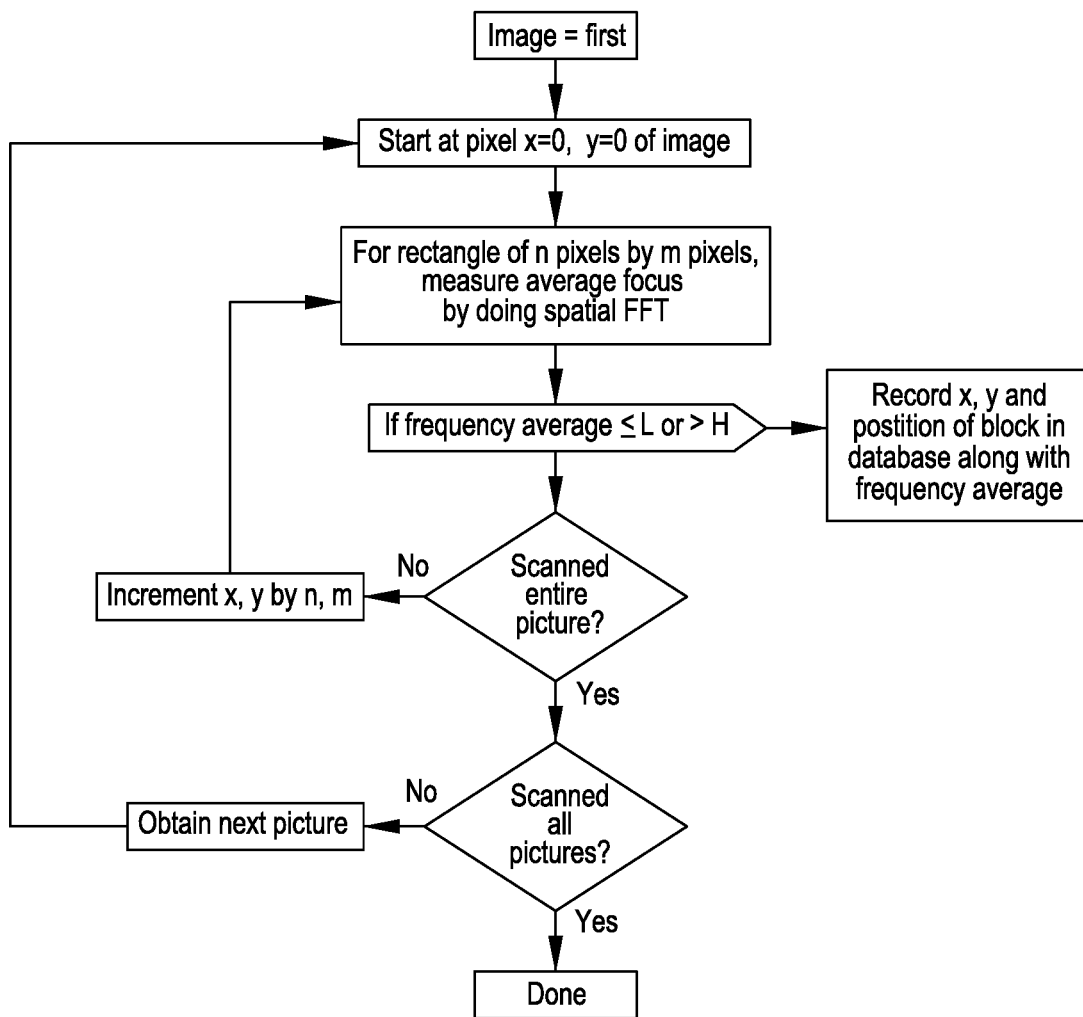 Image = first
Start at pixel x=0, y=0 of image
For rectangle of n pixels by m pixels,
measure average focus
by doing spatial FFT
If frequency average ≤ L or > H
Record x, y and
postition of block in
database along with
frequency average
Scanned
entire
picture?
No
Increment x, y by n, m
Yes
Scanned
all
pictures?
No
Obtain next picture
Yes
Done